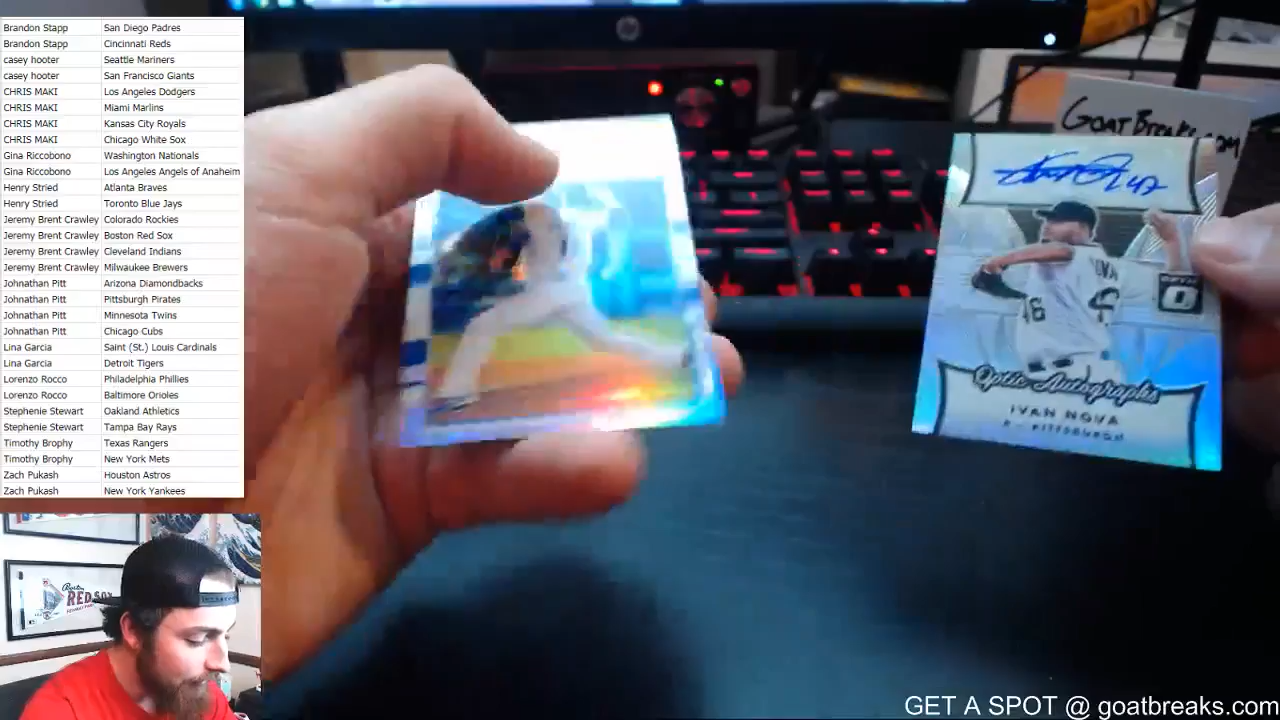 Brandon Stapp San Diego Padres
Brandon Stapp Cincinnati Reds
casey hooter Seattle Mariners
casey hooter San Francisco Giants
CHRIS MAKI Los Angeles Dodgers
CHRIS MAKI Miami Marlins
CHRIS MAKI Kansas City Royals
CHRIS MAKI Chicago White Sox
Gina Riccobono Washington Nationals
Gina Riccobono Los Angeles Angels of Anaheim
Henry Stried Atlanta Braves
Henry Stried Toronto Blue Jays
Jeremy Brent Crawley Colorado Rockies
Jeremy Brent Crawley Boston Red Sox
Jeremy Brent Crawley Cleveland Indians
Jeremy Brent Crawley Milwaukee Brewers
Johnathan Pitt Arizona Diamondbacks
Johnathan Pitt Pittsburgh Pirates
Johnathan Pitt Minnesota Twins
Johnathan Pitt Chicago Cubs
Lina Garcia Saint (St.) Louis Cardinals
Lina Garcia Detroit Tigers
Lorenzo Rocco Philadelphia Phillies
Lorenzo Rocco Baltimore Orioles
Stephenie Stewart Oakland Athletics
Stephenie Stewart Tampa Bay Rays
Timothy Brophy Texas Rangers
Timothy Brophy New York Mets
Zach Pukash Houston Astros
Zach Pukash New York Yankees
GOATBREAKS.COM
OPTIC
Optic Autographs
IVAN NOVA
P - PITTSBURGH
Boston
RED SOX
GET A SPOT @ goatbreaks.com